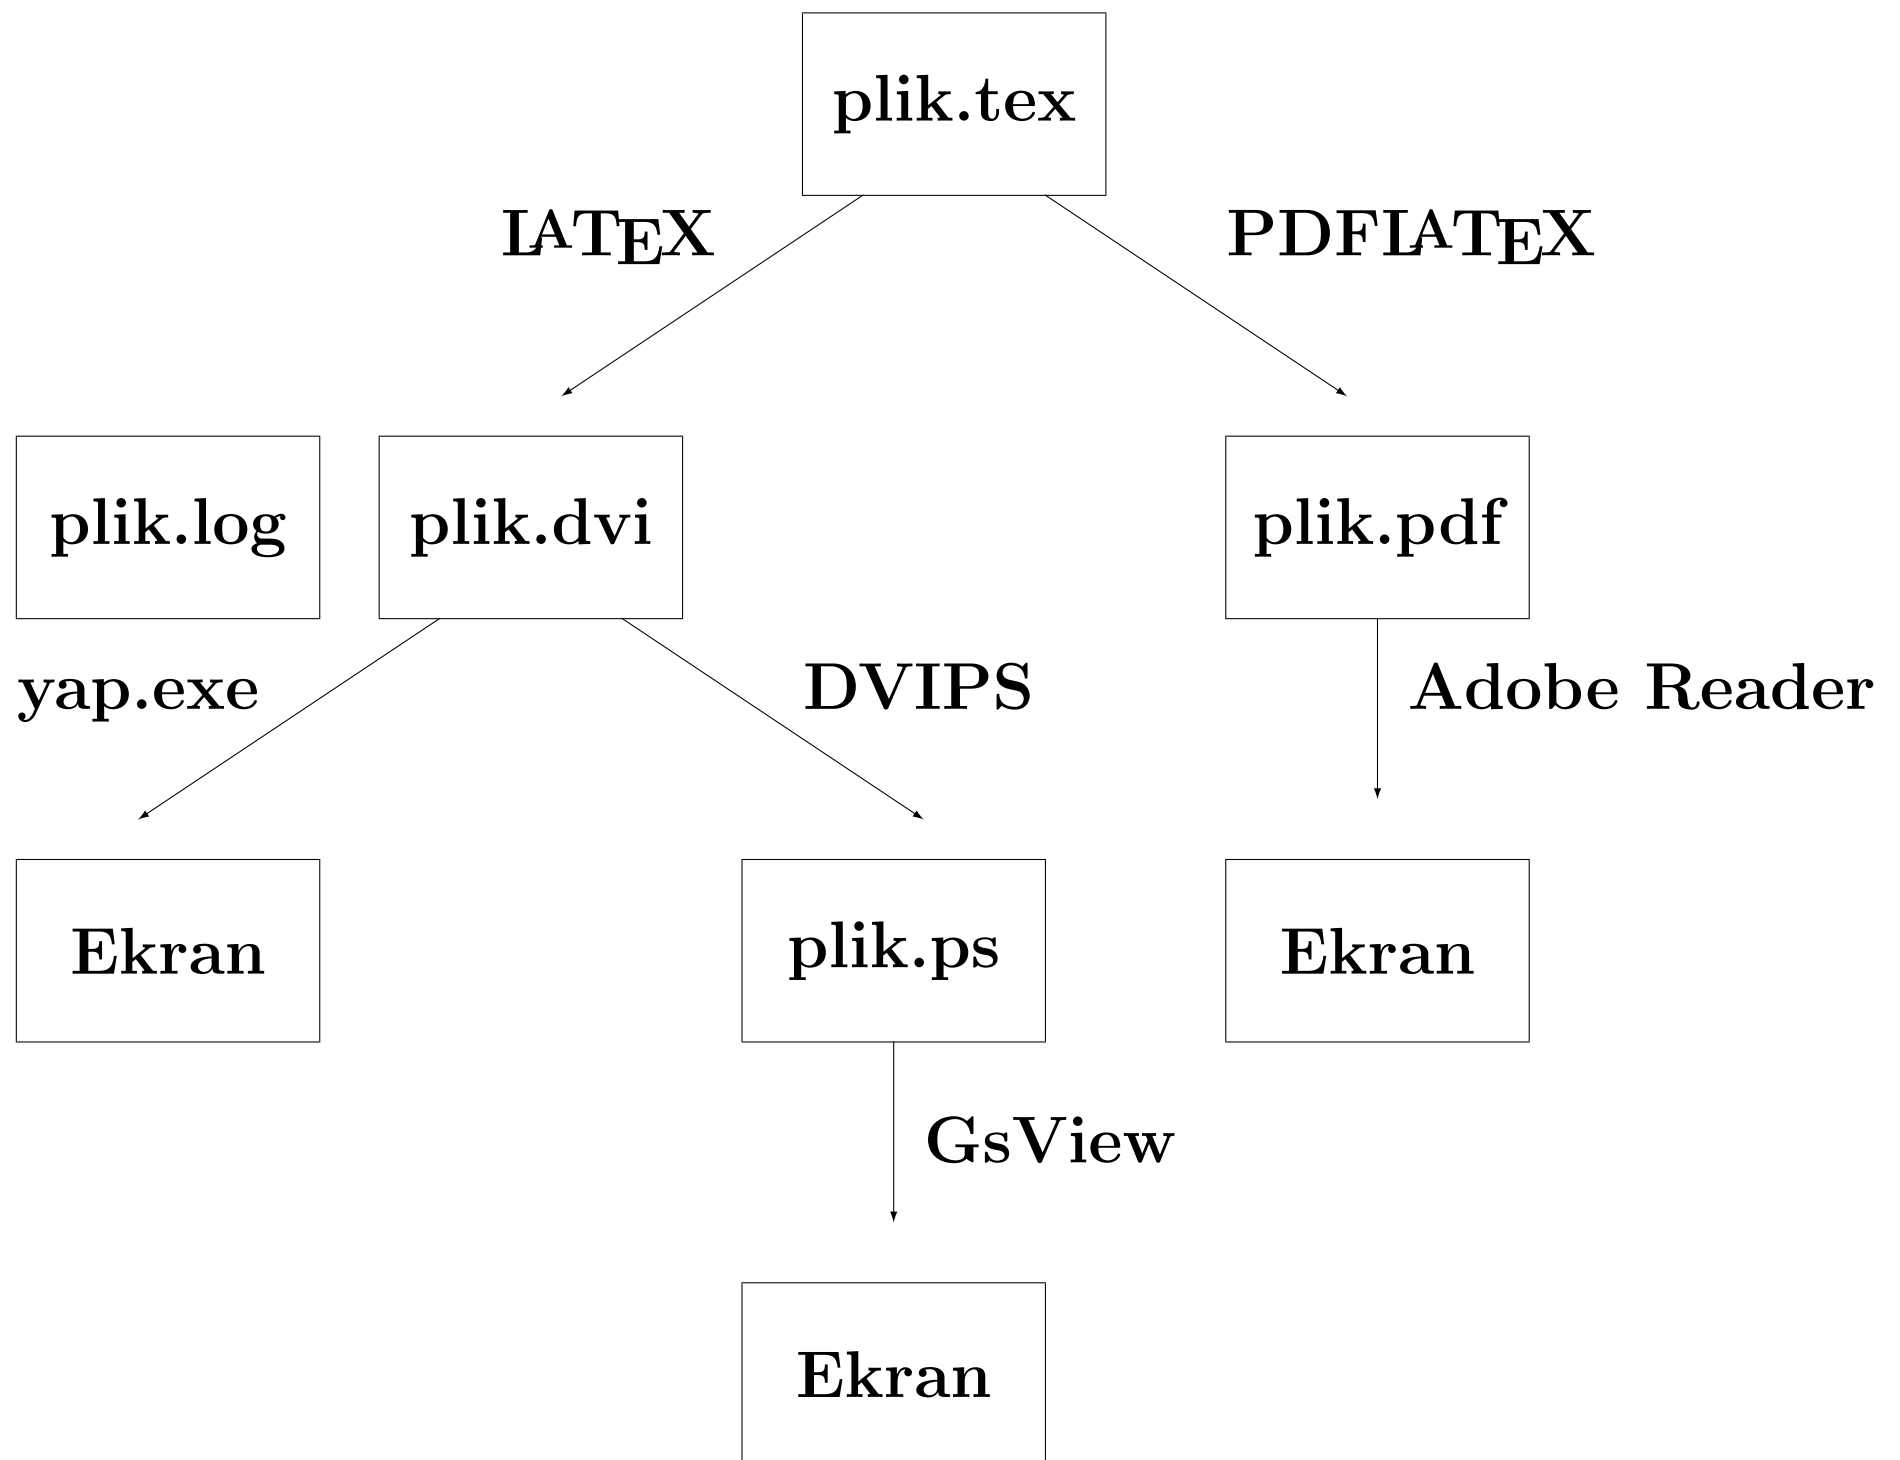 plik.tex
LATEX
PDFLATEX
plik.log
plik.dvi
plik.pdf
yap.exe
DVIPS
Adobe Reader
Ekran
plik.ps
Ekran
GsView
Ekran